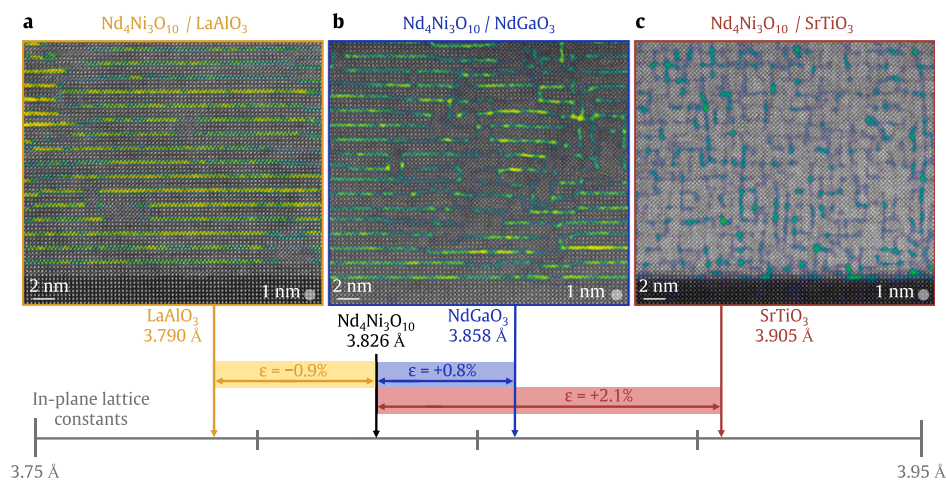 a
Nd₄Ni₃O₁₀ / LaAlO₃
b
Nd₄Ni₃O₁₀ / NdGaO₃
c
Nd₄Ni₃O₁₀ / SrTiO₃
2 nm
1 nm
2 nm
1 nm
2 nm
1 nm
LaAlO₃
3.790 Å
Nd₄Ni₃O₁₀
3.826 Å
NdGaO₃
3.858 Å
SrTiO₃
3.905 Å
ε = −0.9%
ε = +0.8%
ε = +2.1%
In-plane lattice
constants
3.75 Å
3.95 Å